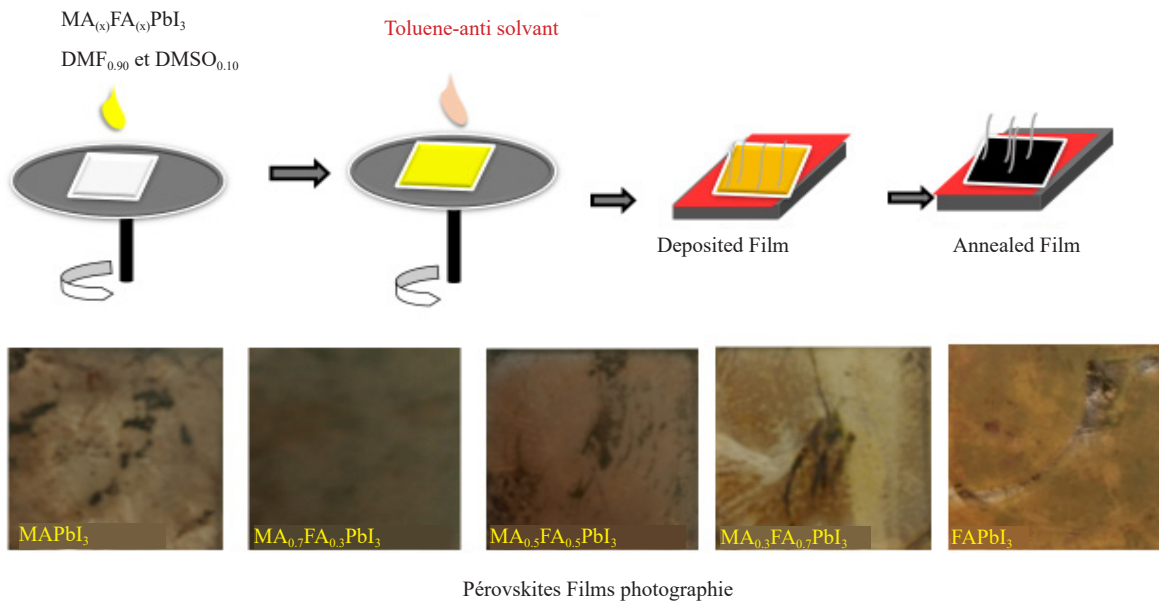 MA₍ₓ₎FA₍ₓ₎PbI₃
DMF₀.₉₀ et DMSO₀.₁₀
Toluene-anti solvant
Deposited Film
Annealed Film
MAPbI₃
MA₀.₇FA₀.₃PbI₃
MA₀.₅FA₀.₅PbI₃
MA₀.₃FA₀.₇PbI₃
FAPbI₃
Pérovskites Films photographie